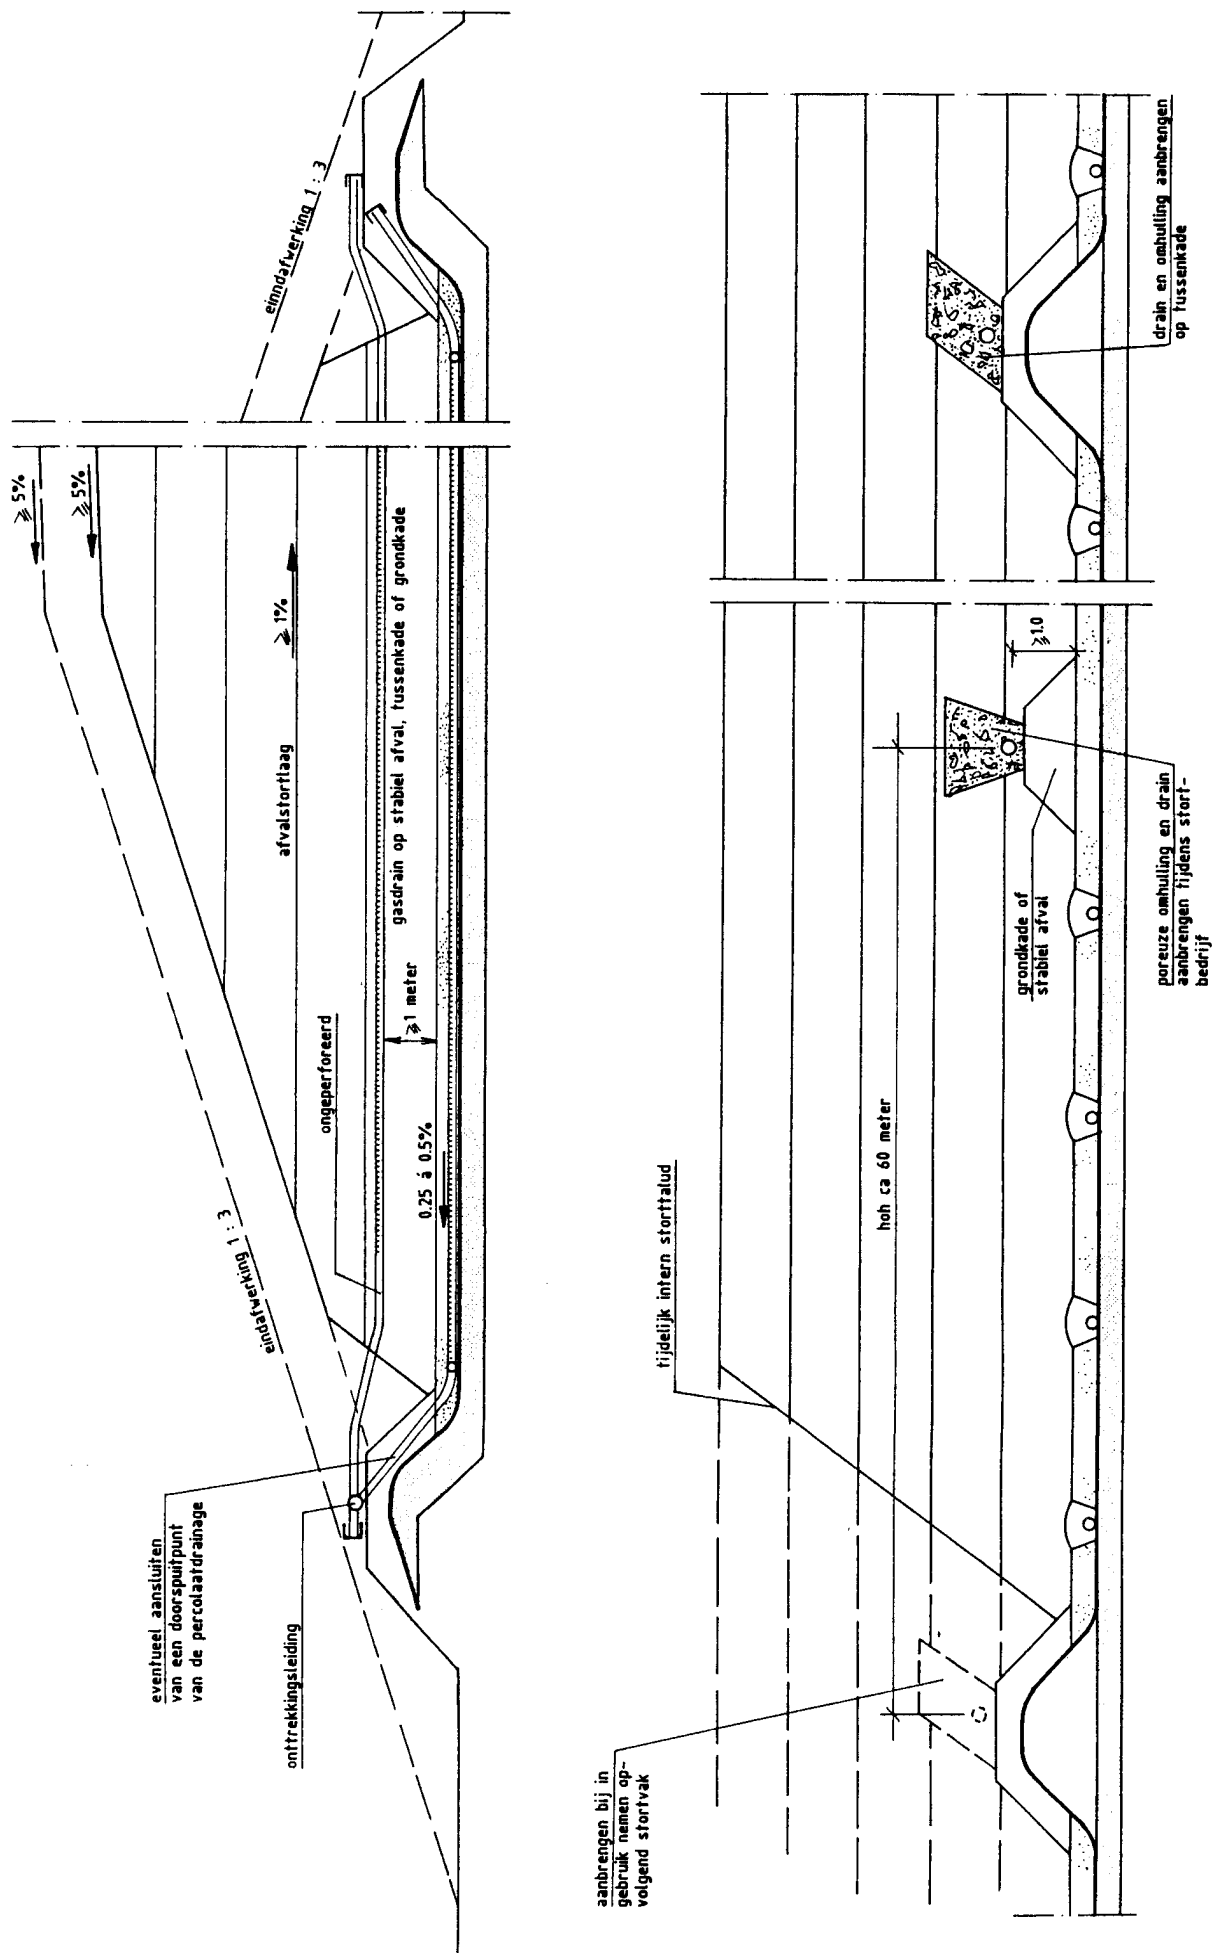 einndafwerking 1 : 3
⩾ 5%
⩾ 5%
⩾ 1%
afvalstortlaag
gasdrain op stabiel afval, tussenkade of grondkade
⩾ 1 meter
ongeperforeerd
0.25 á 0.5%
eindafwerking 1 : 3
eventueel aansluiten
van een doorspuitpunt
van de percolaatdrainage
onttrekkingsleiding
drain en omhulling aanbrengen
op tussenkade
⩾ 1.0
grondkade of
stabiel afval
poreuze omhulling en drain
aanbrengen tijdens stort-
bedrijf
hoh ca 60 meter
tijdelijk intern storttalud
aanbrengen bij in
gebruik nemen op-
volgend stortvak